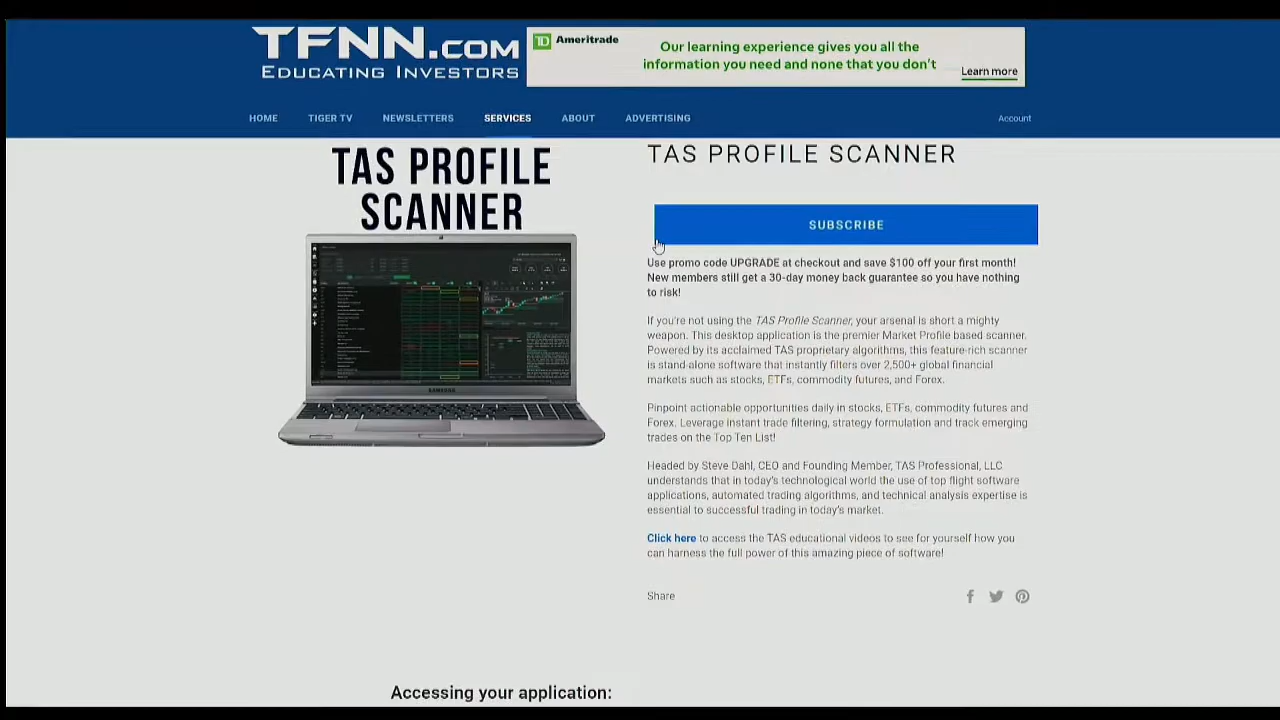 TFNN.COM
EDUCATING INVESTORS
TD Ameritrade
Our learning experience gives you all the
information you need and none that you don't
Learn more
HOME TIGER TV NEWSLETTERS SERVICES ABOUT ADVERTISING Account
TAS PROFILE
SCANNER
SAMSUNG
TAS PROFILE SCANNER
SUBSCRIBE
Use promo code UPGRADE at checkout and save $100 off your first month!
New members still get a 30-day money back guarantee so you have nothing
to risk!
If you're not using the TAS Profile Scanner, your arsenal is short a mighty
weapon. This desktop application is the premier Market Profile based scanner.
Powered by its acclaimed TAS proprietary algorithms, this feature-rich scanner
is stand-alone software that instantly filters over 2,500+ global financial
markets such as stocks, ETFs, commodity futures, and Forex.
Pinpoint actionable opportunities daily in stocks, ETFs, commodity futures and
Forex. Leverage instant trade filtering, strategy formulation and track emerging
trades on the Top Ten List!
Headed by Steve Dahl, CEO and Founding Member, TAS Professional, LLC
understands that in today's technological world the use of top flight software
applications, automated trading algorithms, and technical analysis expertise is
essential to successful trading in today's market.
Click here to access the TAS educational videos to see for yourself how you
can harness the full power of this amazing piece of software!
Share
Accessing your application: